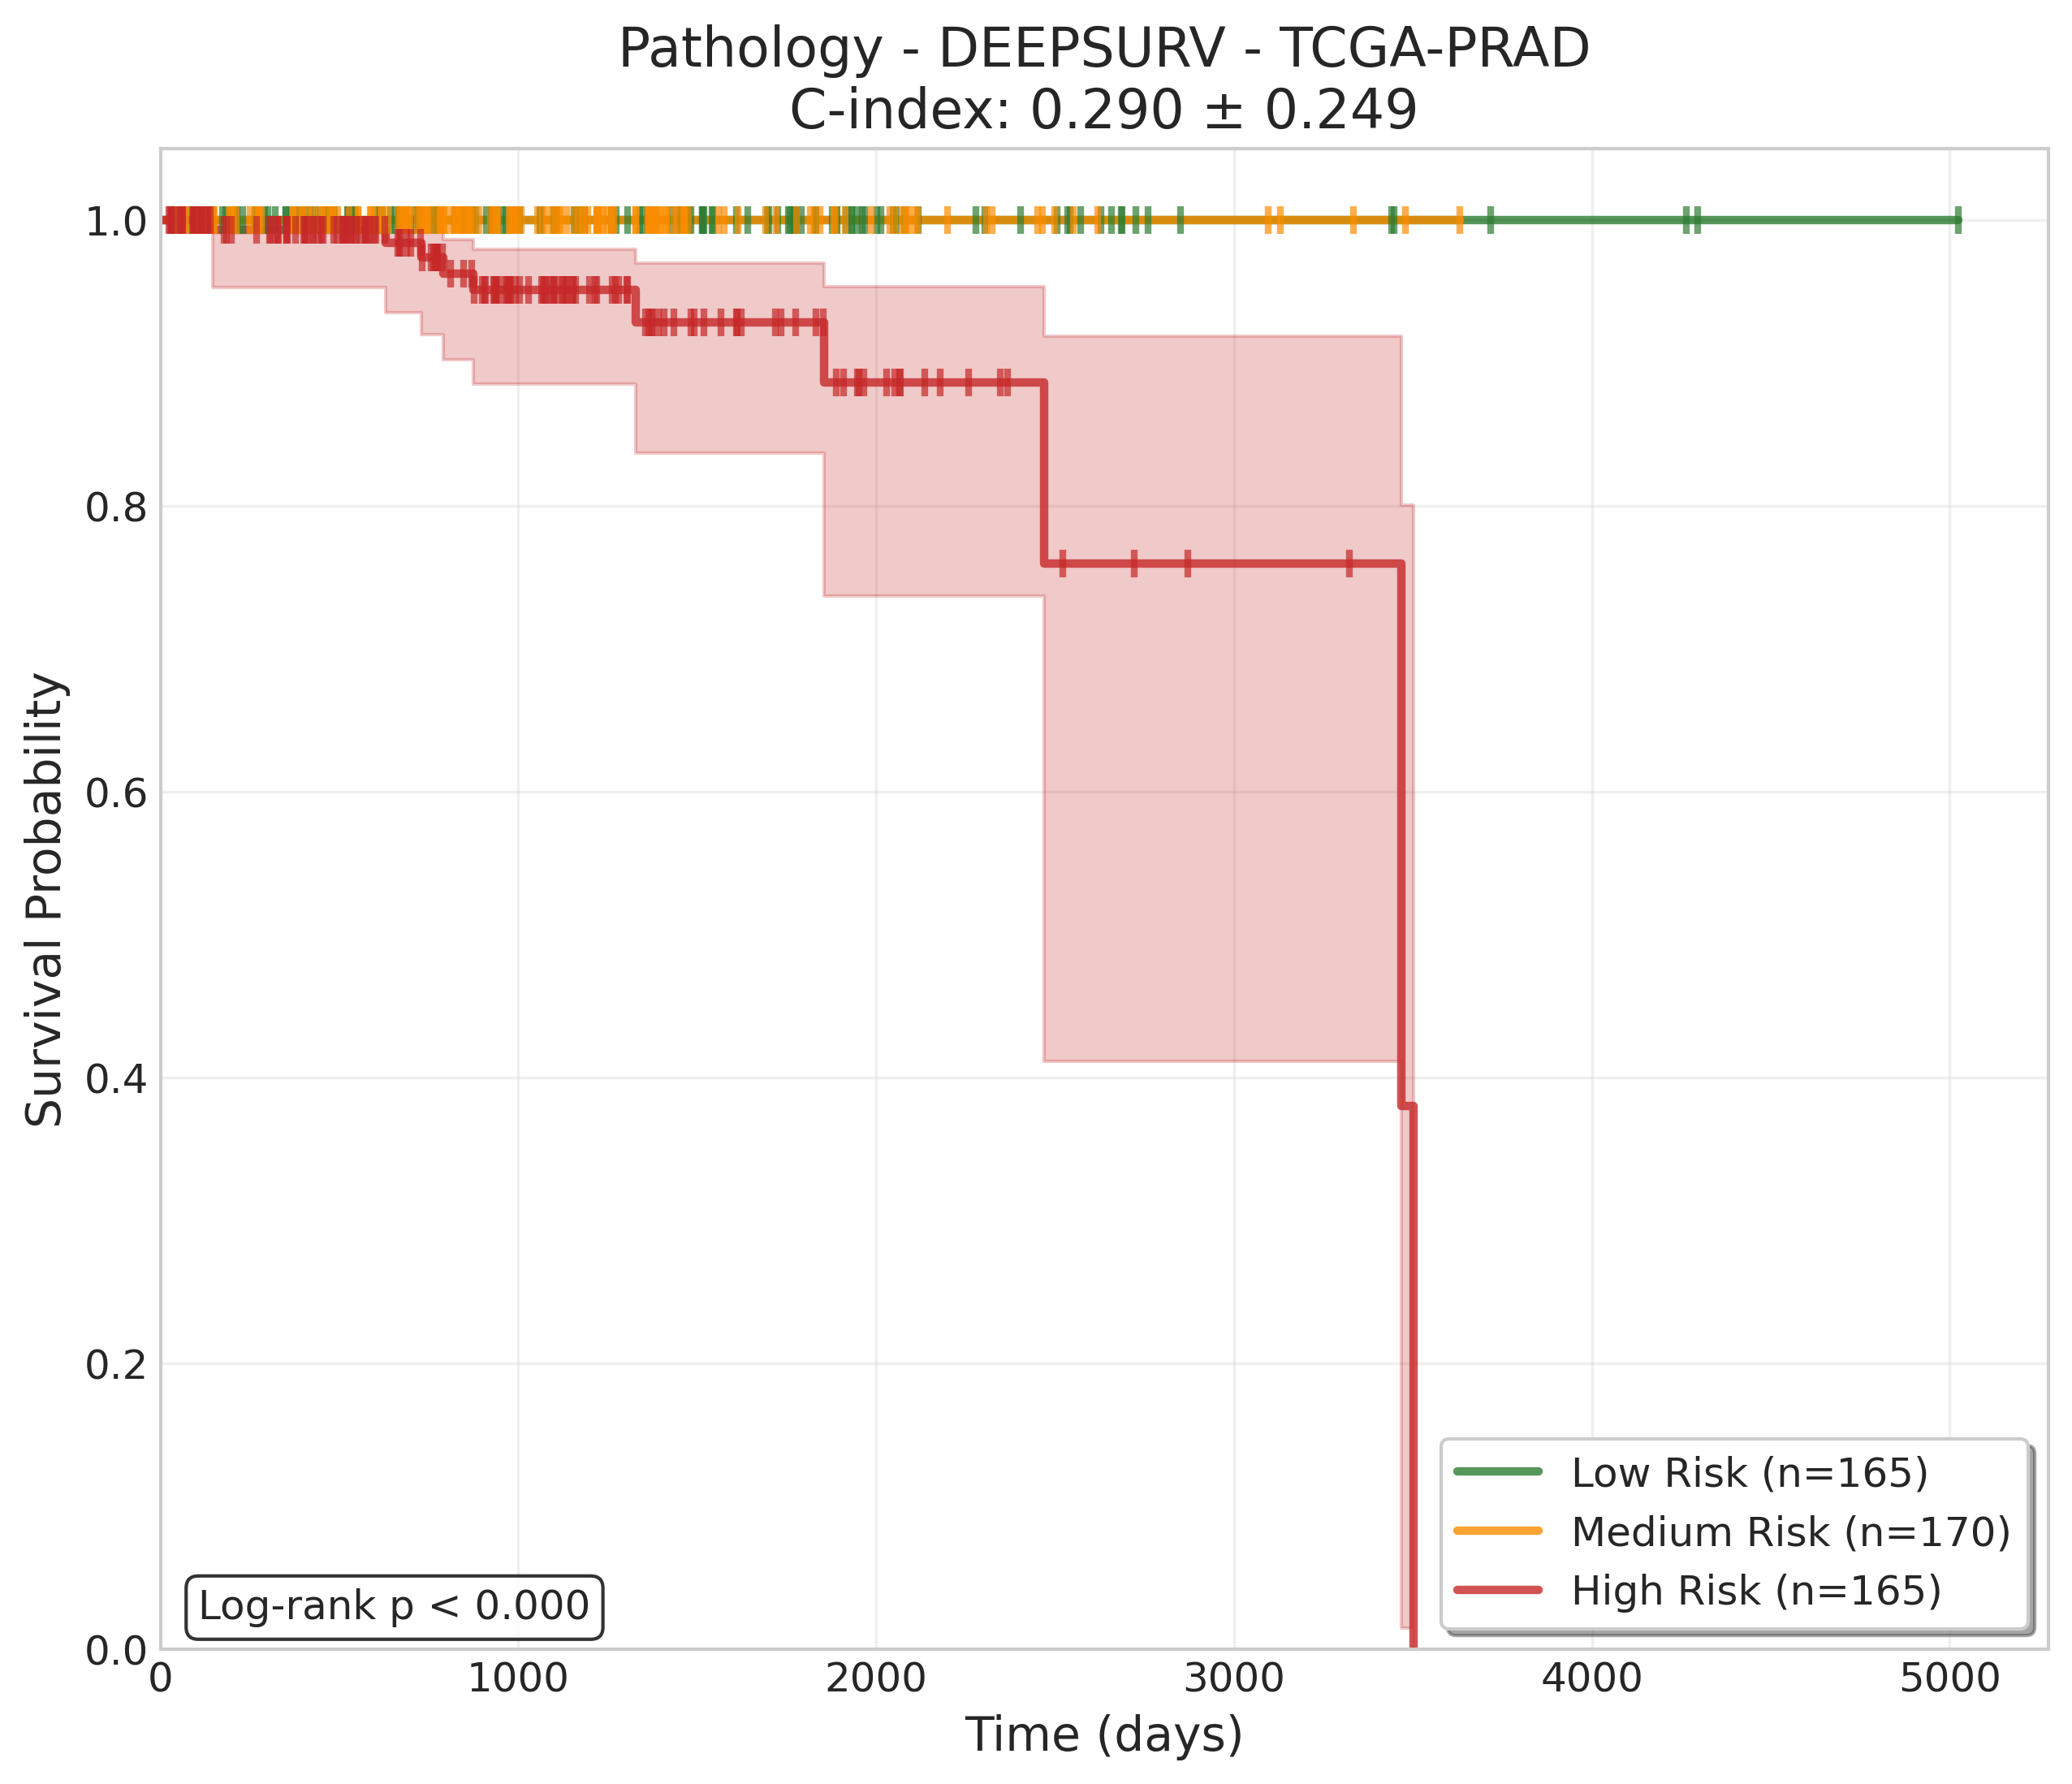 Pathology - DEEPSURV - TCGA-PRAD
C-index: 0.290 ± 0.249
Survival Probability
1.0
0.8
0.6
0.4
0.2
0.0
Log-rank p < 0.000
Low Risk (n=165)
Medium Risk (n=170)
High Risk (n=165)
0 1000 2000 3000 4000 5000
Time (days)